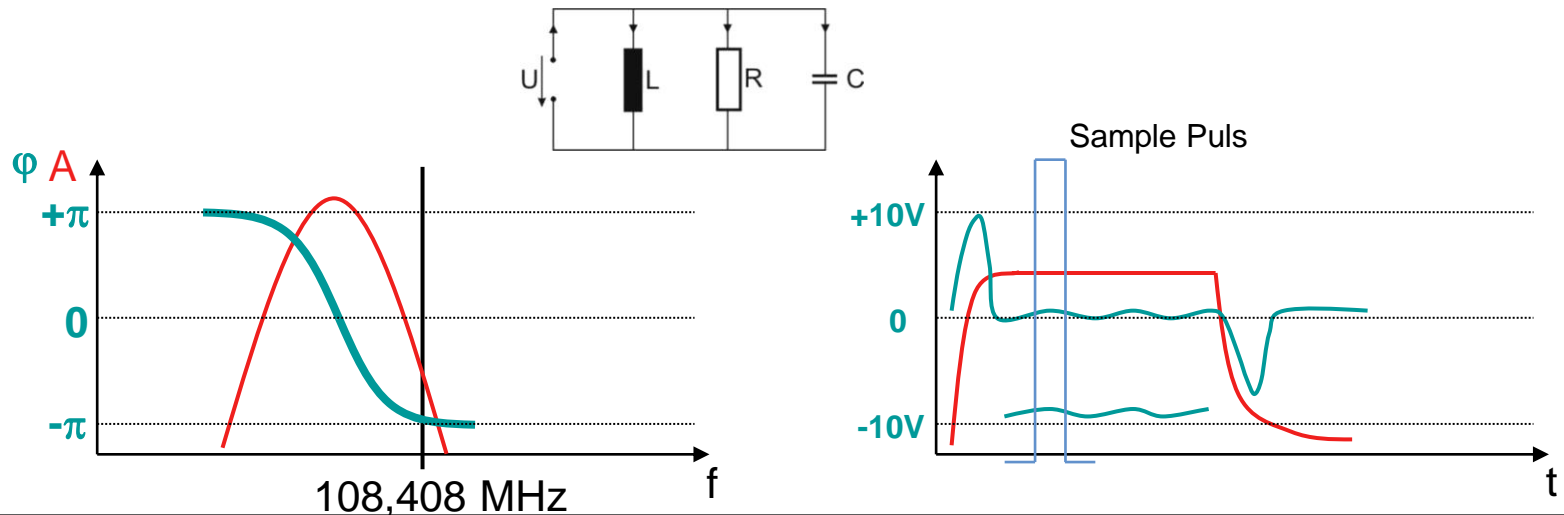 U
L
R
C
φ A
+π
0
-π
108,408 MHz
f
Sample Puls
+10V
0
-10V
t